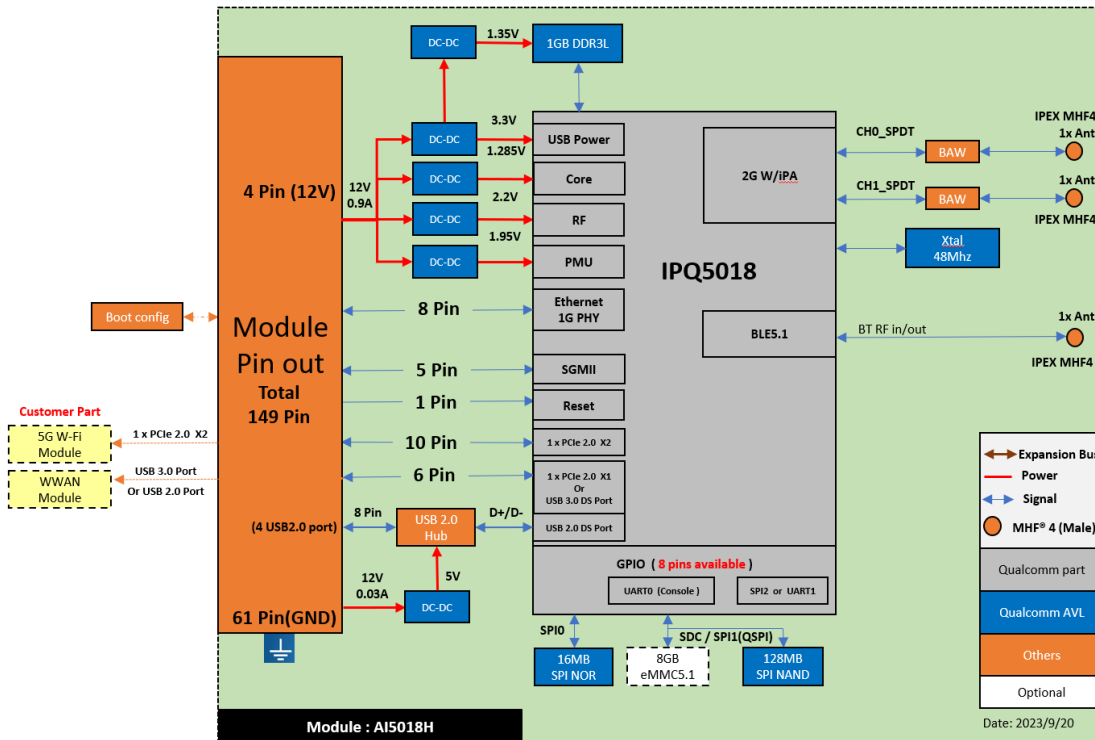 DC-DC
1.35V
1GB DDR3L
DC-DC
3.3V
1.285V
USB Power
4 Pin (12V)
12V
0.9A
DC-DC
Core
2.2V
DC-DC
RF
1.95V
DC-DC
PMU
2G W/iPA
CH0_SPDT
BAW
IPEX MHF4
1x Ant
CH1_SPDT
BAW
1x Ant
IPEX MHF4
Xtal
48Mhz
IPQ5018
Boot config
Module
Pin out
Total
149 Pin
8 Pin
Ethernet
1G PHY
BLE5.1
BT RF in/out
1x Ant
IPEX MHF4
5 Pin
SGMII
1 Pin
Reset
Customer Part
5G W-Fi
Module
1 x PCIe 2.0 X2
10 Pin
1 x PCIe 2.0 X2
WWAN
Module
USB 3.0 Port
Or USB 2.0 Port
6 Pin
1 x PCIe 2.0 X1
Or
USB 3.0 DS Port
(4 USB2.0 port)
8 Pin
USB 2.0
Hub
D+/D-
USB 2.0 DS Port
12V
0.03A
5V
DC-DC
61 Pin(GND)
GPIO ( 8 pins available )
UART0 (Console )
SPI2 or UART1
SPI0
SDC / SPI1(QSPI)
16MB
SPI NOR
8GB
eMMC5.1
128MB
SPI NAND
Expansion Bus
Power
Signal
MHF® 4 (Male)
Qualcomm part
Qualcomm AVL
Others
Optional
Module : AI5018H
Date: 2023/9/20